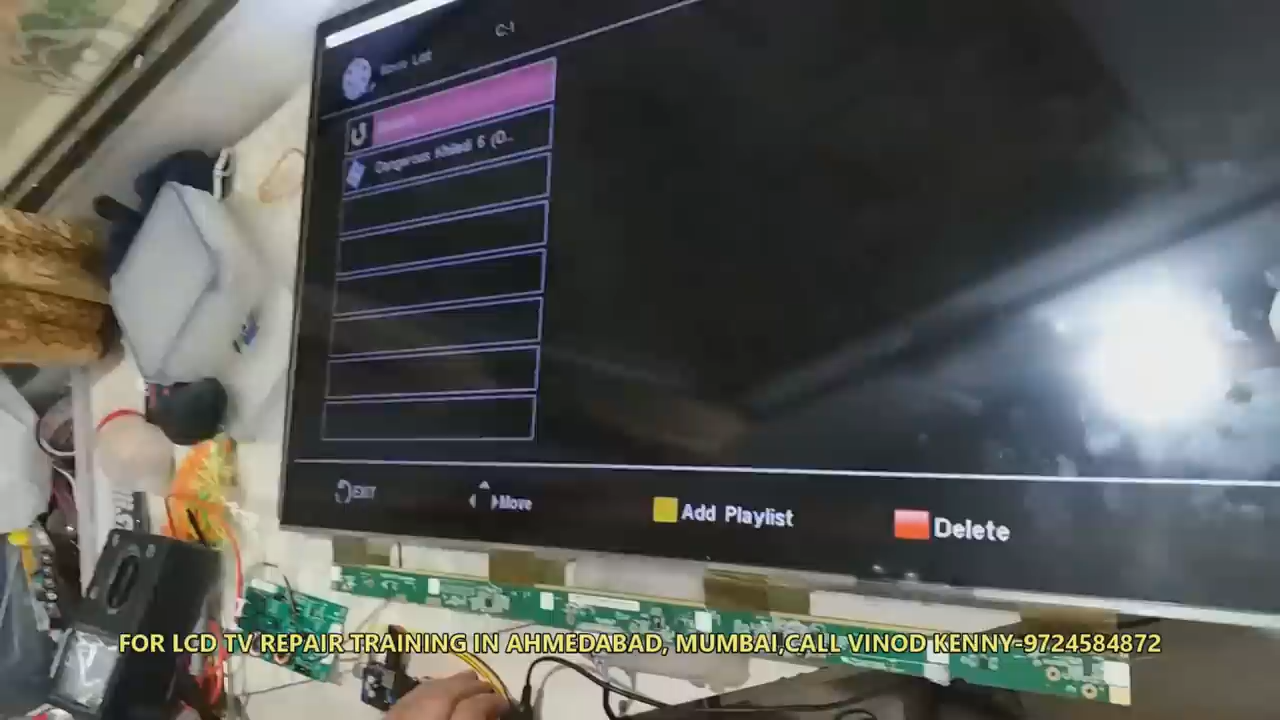 C:\
Movie List
Dangerous Khiladi 6 (D..
EXIT
Move
Add Playlist
Delete
FOR LCD TV REPAIR TRAINING IN AHMEDABAD, MUMBAI,CALL VINOD KENNY-9724584872